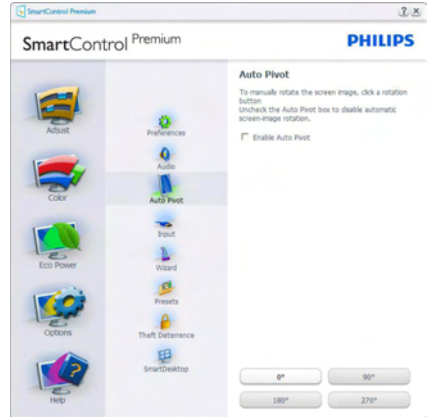 SmartControl Premium
SmartControl Premium
PHILIPS
Adjust
Color
Eco Power
Options
Help
Preferences
Audio
Auto Pivot
Input
Wizard
Presets
Theft Deterrence
SmartDesktop
Auto Pivot
To manually rotate the screen image, click a rotation
button
Uncheck the Auto Pivot box to disable automatic
screen-image rotation.
Enable Auto Pivot
0°
90°
180°
270°